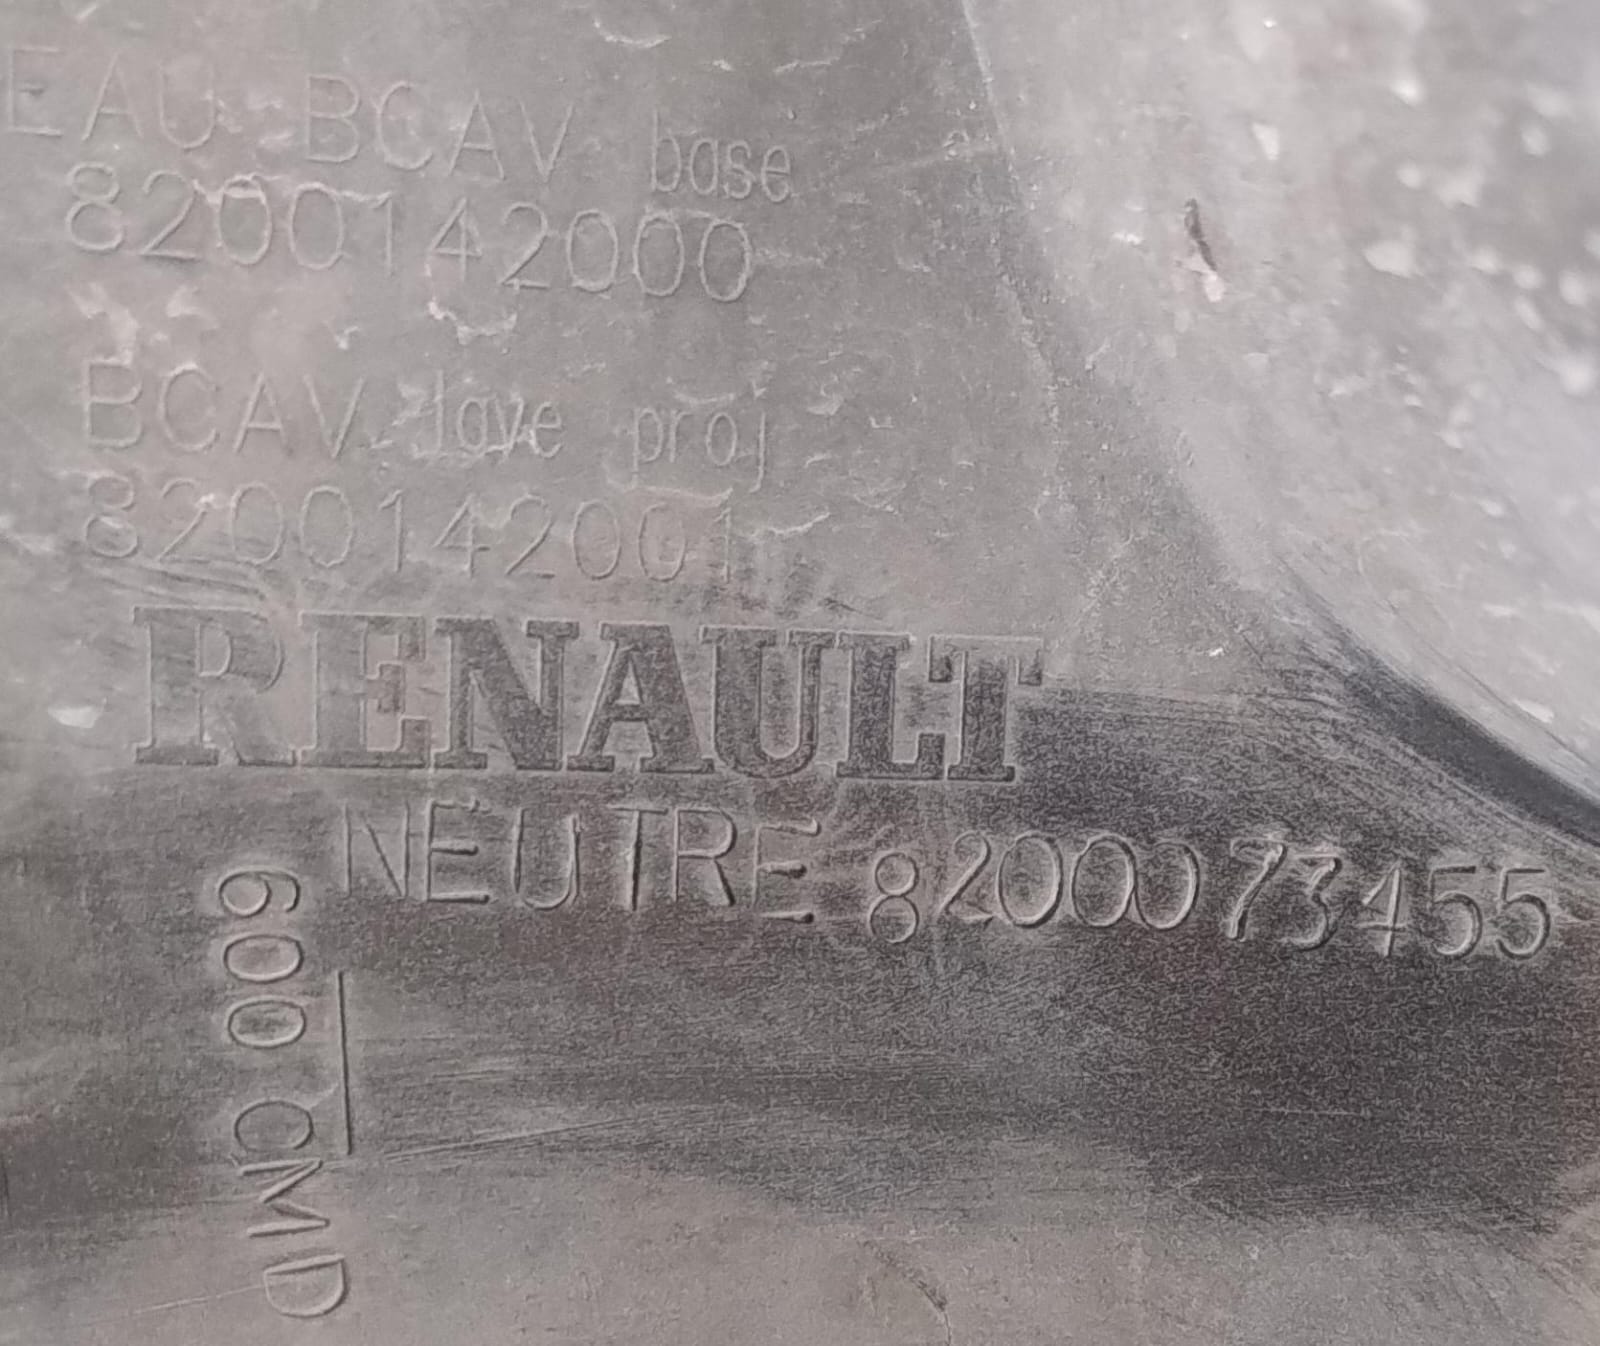 EAU BCAV base
8200142000
BCAV lave proj
8200142001
RENAULT
NEUTRE 8200073455
600 CMD